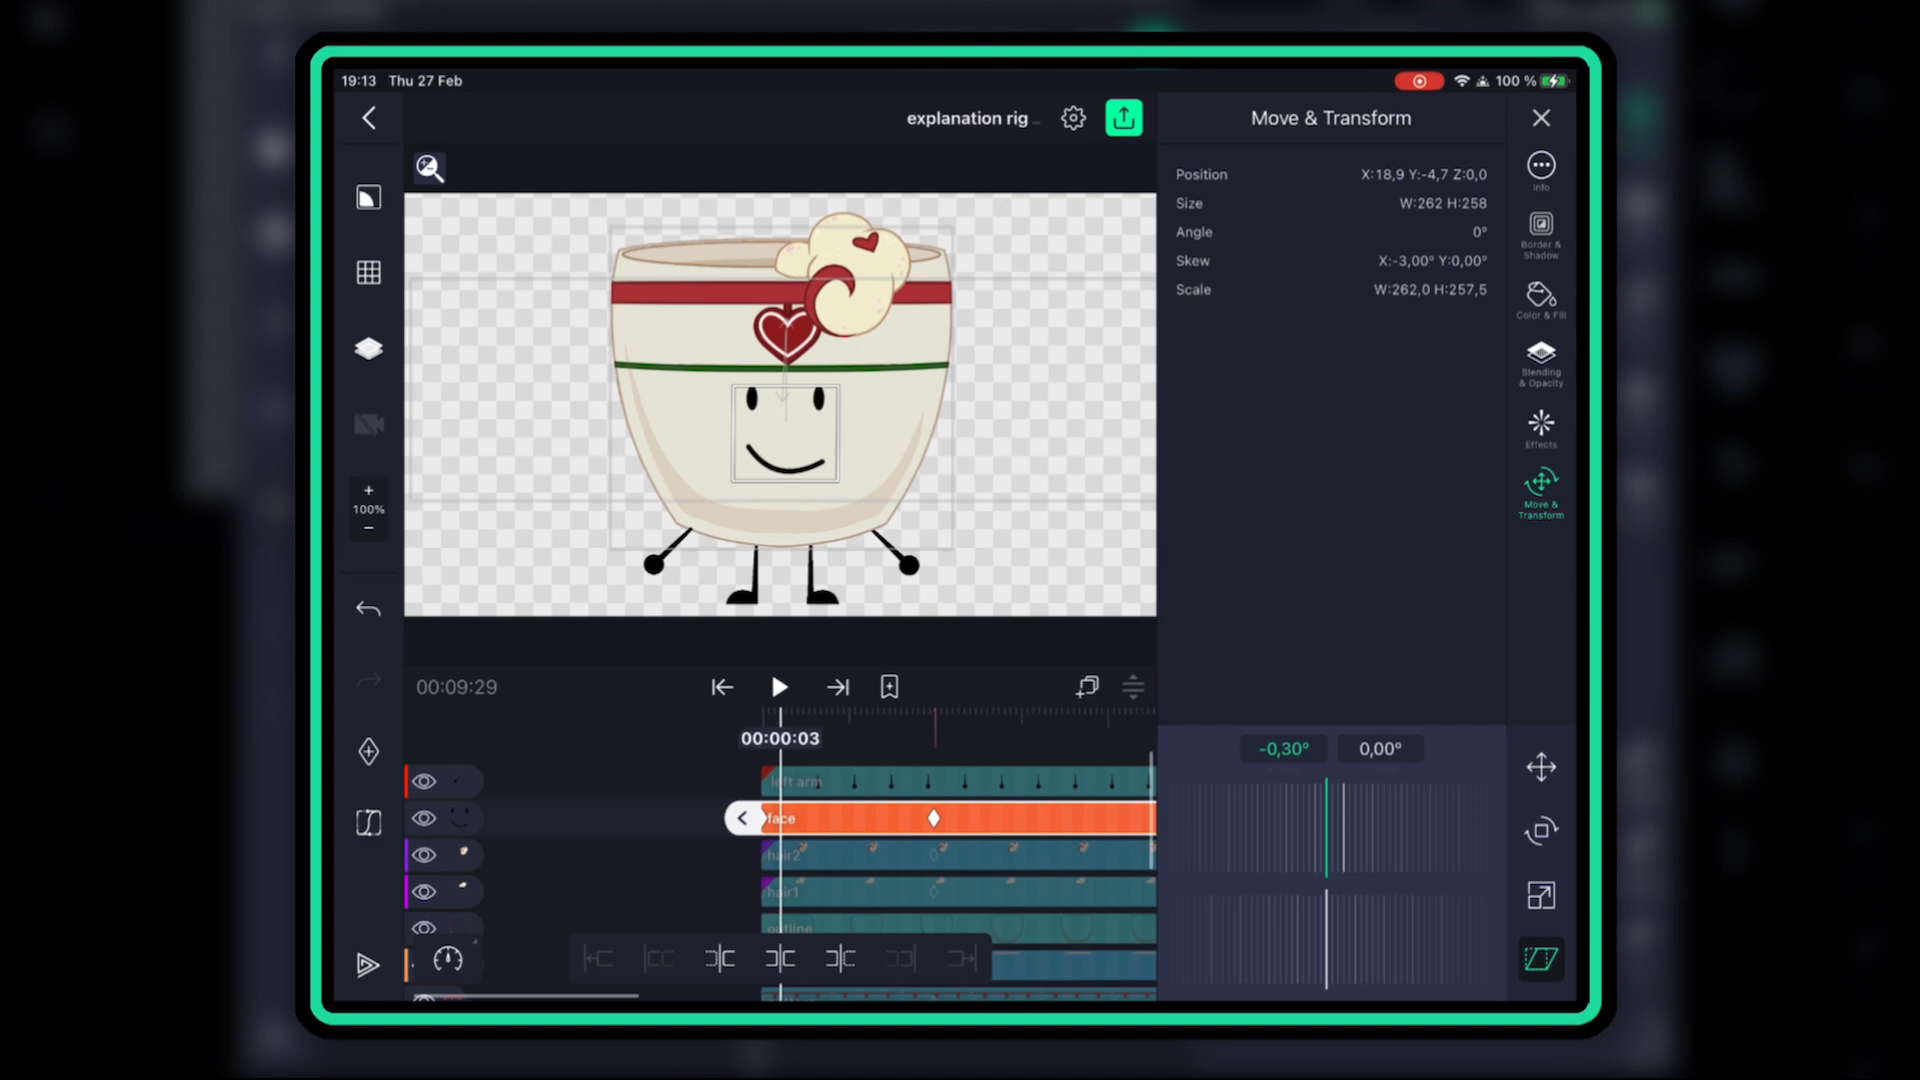 19:13 Thu 27 Feb
100 %
explanation rig
Move & Transform
Position X:18,9 Y:-4,7 Z:0,0
Size W:262 H:258
Angle 0°
Skew X:-3,00° Y:0,00°
Scale W:262,0 H:257,5
Info
Border &
Shadow
Color & Fill
Blending
& Opacity
Effects
Move &
Transform
+
100%
−
00:09:29
00:00:03
left arm
face
hair2
hair1
outline
-0,30° 0,00°